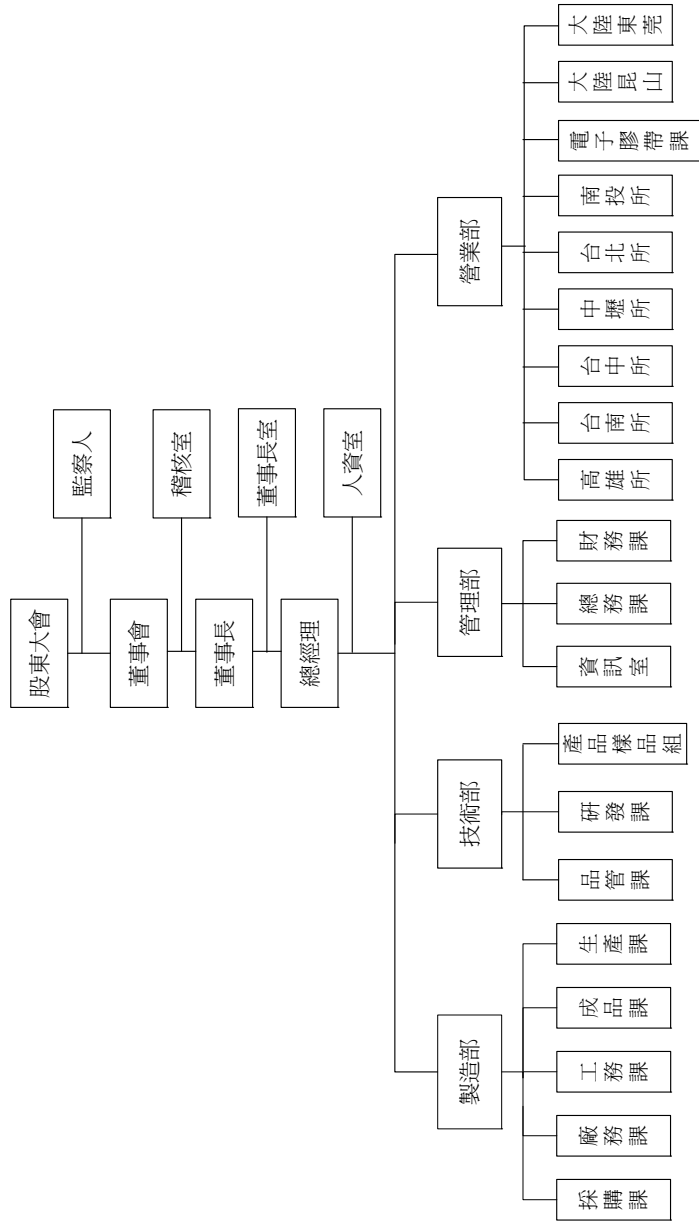 股東大會
監察人
董事會
稽核室
董事長
董事長室
總經理
人資室
製造部
技術部
管理部
營業部
採購課
廠務課
工務課
成品課
生產課
品管課
研發課
產品樣品組
資訊室
總務課
財務課
高雄所
台南所
台中所
中壢所
台北所
南投所
電子膠帶課
大陸昆山
大陸東莞